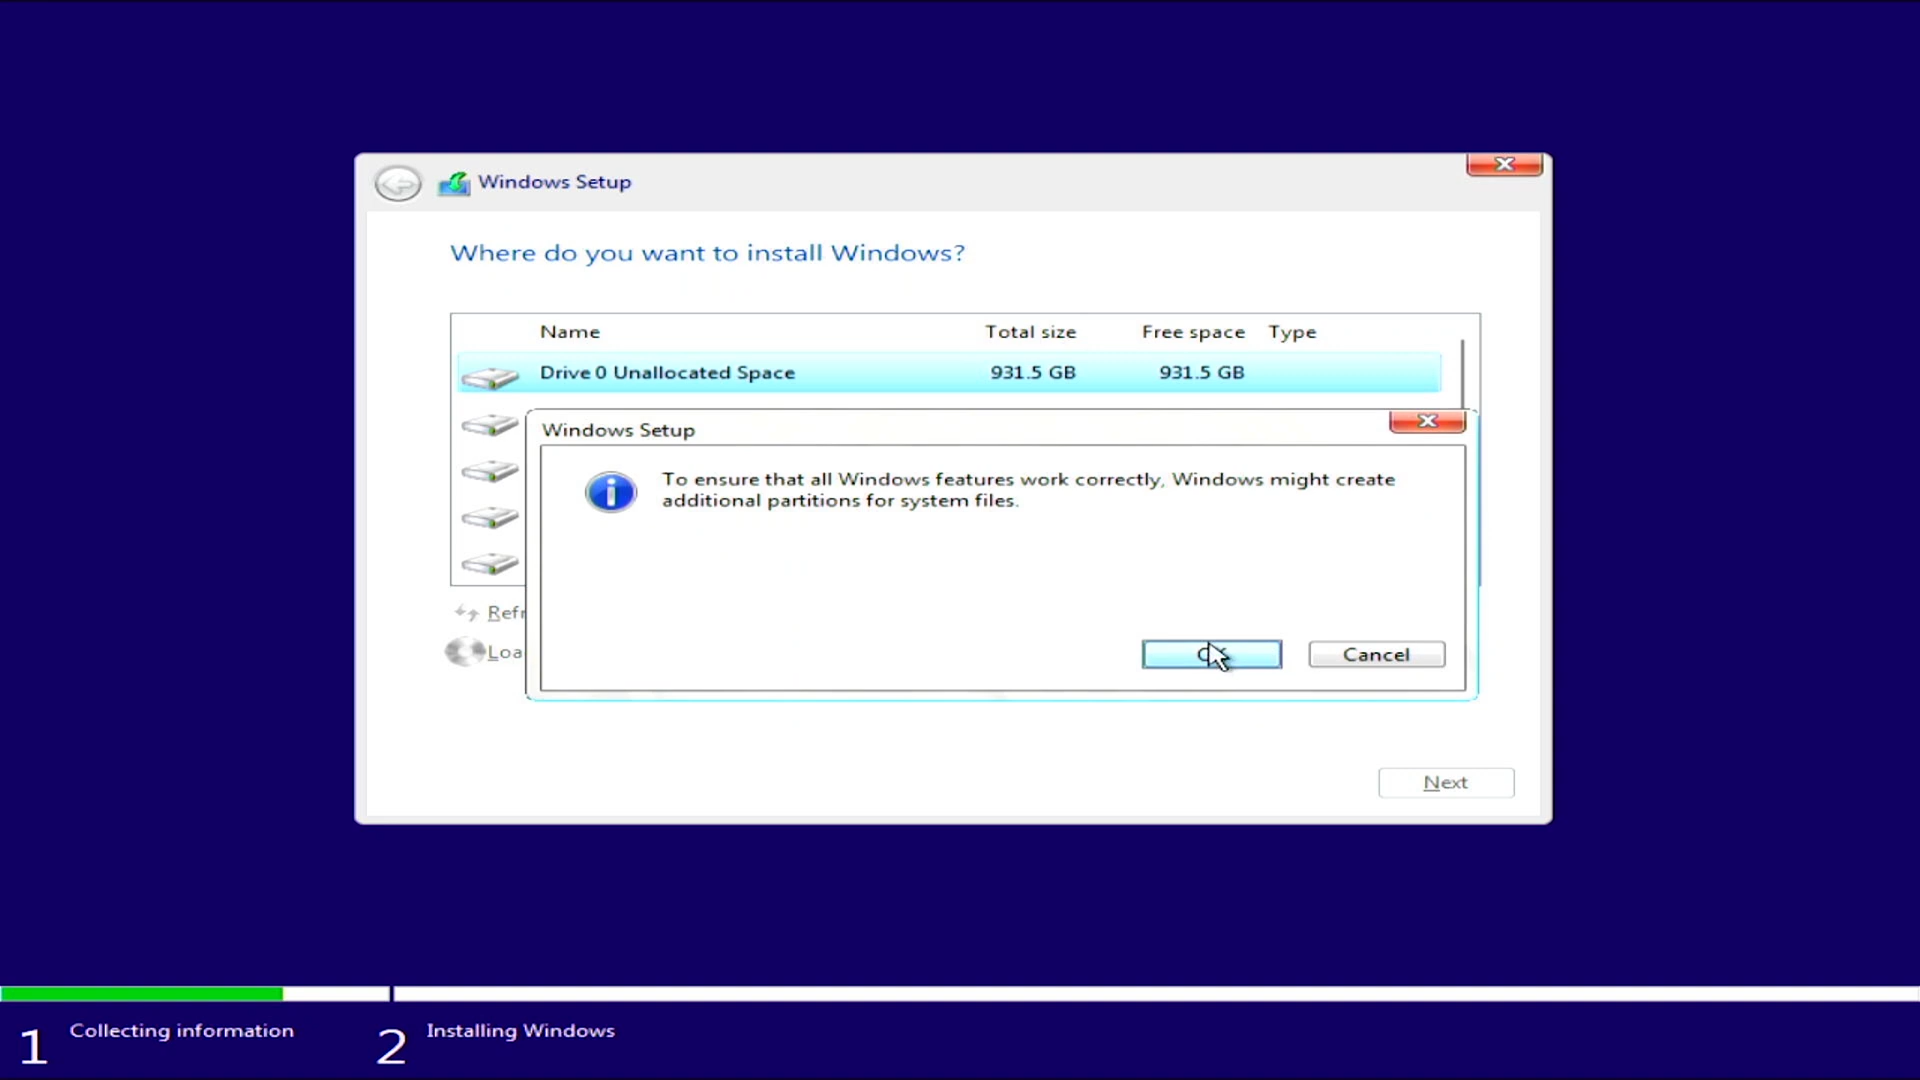 Windows Setup
Where do you want to install Windows?
Name Total size Free space Type
Drive 0 Unallocated Space 931.5 GB 931.5 GB
Windows Setup
To ensure that all Windows features work correctly, Windows might create
additional partitions for system files.
Refr
Loa
Cancel
Next
1 Collecting information 2 Installing Windows